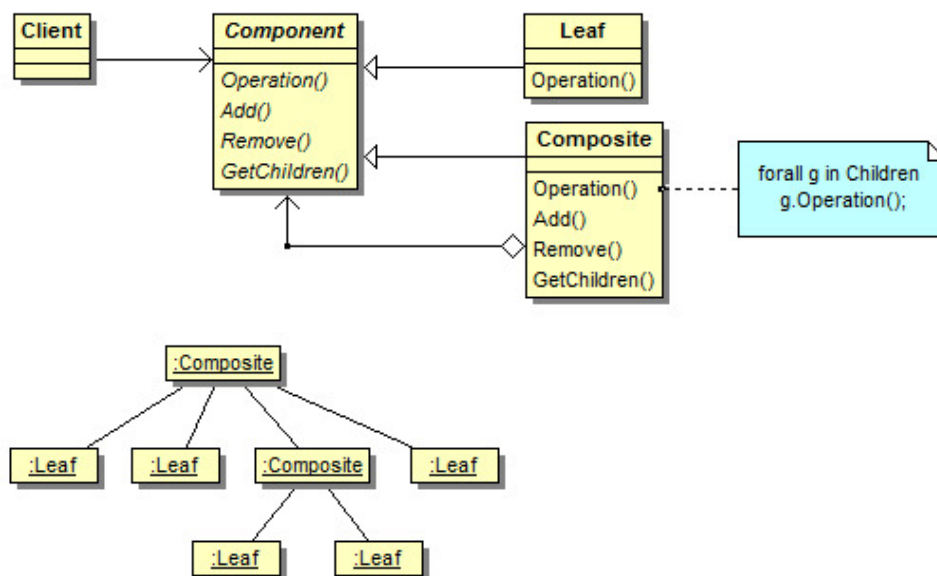 Client
Component
Operation()
Add()
Remove()
GetChildren()
Leaf
Operation()
Composite
Operation()
Add()
Remove()
GetChildren()
forall g in Children
g.Operation();
:Composite
:Leaf
:Leaf
:Composite
:Leaf
:Leaf
:Leaf